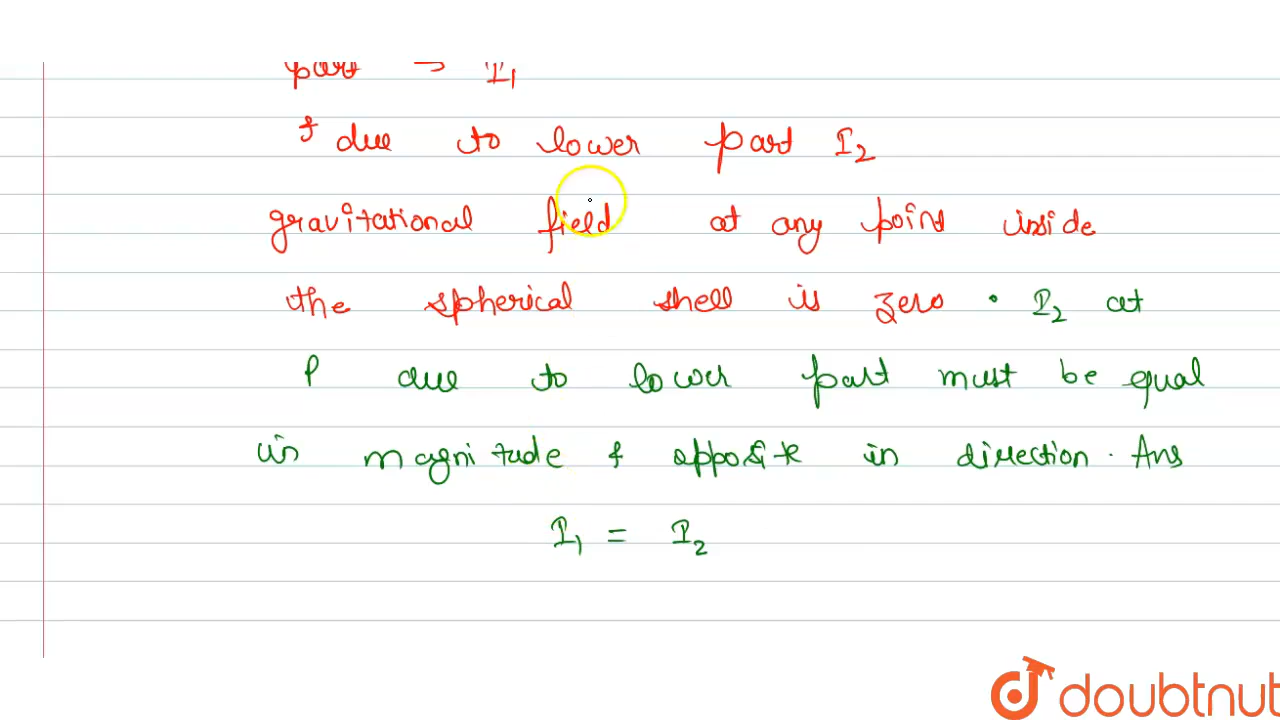 part → I₁
& due to lower part I₂
gravitational field at any point inside
the spherical shell is zero . I₂ at
P due to lower part must be equal
in magnitude & opposite in direction. Ans
I₁ = I₂
doubtnut